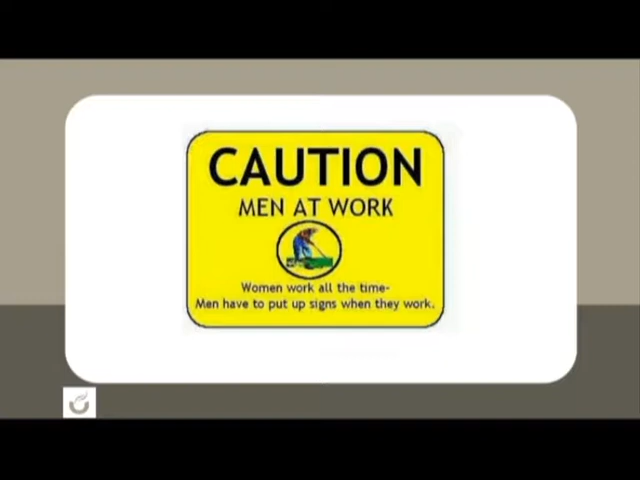 CAUTION
MEN AT WORK
Women work all the time-
Men have to put up signs when they work.